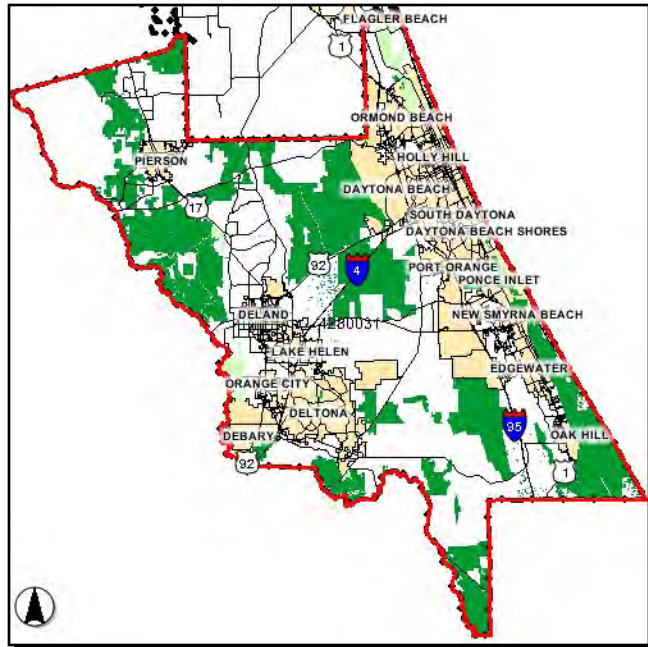 FLAGLER BEACH
1
ORMOND BEACH
HOLLY HILL
PIERSON
DAYTONA BEACH
17
SOUTH DAYTONA
DAYTONA BEACH SHORES
92
4
PORT ORANGE
PONCE INLET
DELAND
NEW SMYRNA BEACH
LAKE HELEN
EDGEWATER
ORANGE CITY
DELTONA
95
DEBARY
OAK HILL
92
1